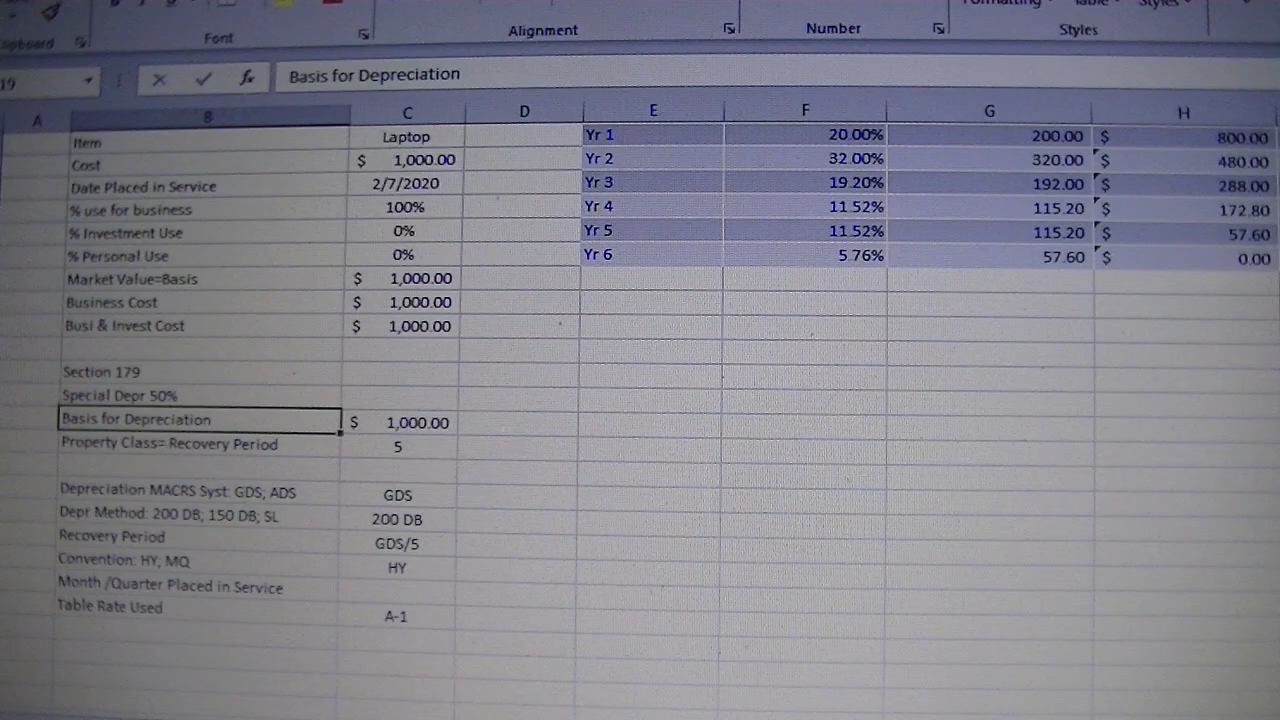 Font Alignment Number Styles
19 Basis for Depreciation
A B C D E F G H
Item Laptop Yr 1 20.00% 200.00 $ 800.00
Cost $ 1,000.00 Yr 2 32.00% 320.00 $ 480.00
Date Placed in Service 2/7/2020 Yr 3 19.20% 192.00 $ 288.00
% use for business 100% Yr 4 11.52% 115.20 $ 172.80
% Investment Use 0% Yr 5 11.52% 115.20 $ 57.60
% Personal Use 0% Yr 6 5.76% 57.60 $ 0.00
Market Value=Basis $ 1,000.00
Business Cost $ 1,000.00
Busi & Invest Cost $ 1,000.00
Section 179
Special Depr 50%
Basis for Depreciation $ 1,000.00
Property Class= Recovery Period 5
Depreciation MACRS Syst: GDS, ADS GDS
Depr Method: 200 DB; 150 DB; SL 200 DB
Recovery Period GDS/5
Convention: HY; MQ HY
Month /Quarter Placed in Service
Table Rate Used A-1